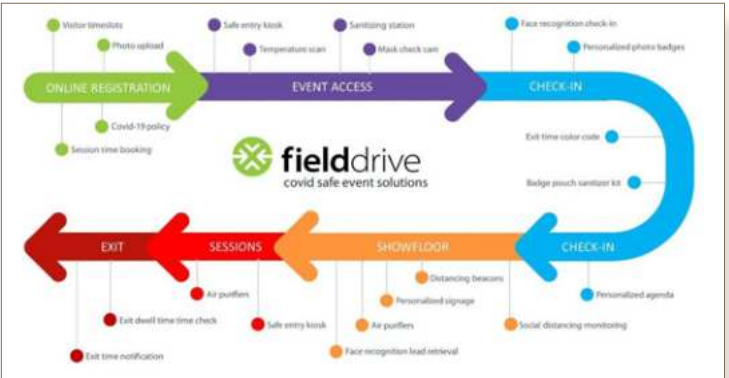 Visitor timeslots
Photo upload
Safe entry kiosk
Temperature scan
Sanitizing station
Mask check cam
Face recognition check-in
Personalized photo badges
ONLINE REGISTRATION
EVENT ACCESS
CHECK-IN
Covid-19 policy
Session time booking
Exit time color code
Badge pouch sanitizer kit
fielddrive
covid safe event solutions
EXIT
SESSIONS
SHOWFLOOR
CHECK-IN
Distancing beacons
Personalized signage
Air purifiers
Face recognition lead retrieval
Social distancing monitoring
Personalized agenda
Air purifiers
Safe entry kiosk
Exit dwell time time check
Exit time notification